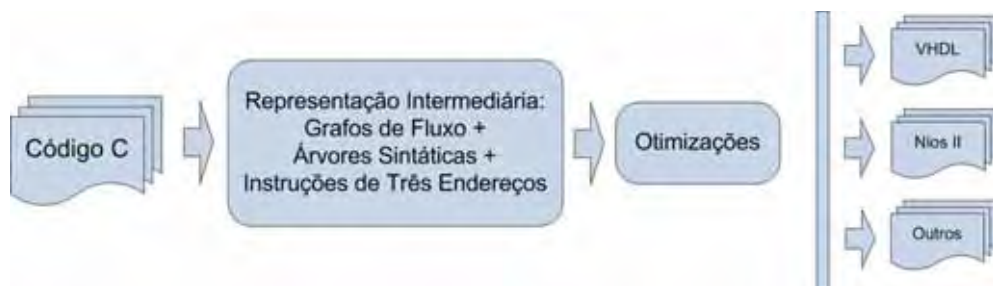 Código C
Representação Intermediária:
Grafos de Fluxo +
Árvores Sintáticas +
Instruções de Três Endereços
Otimizações
VHDL
Nios II
Outros